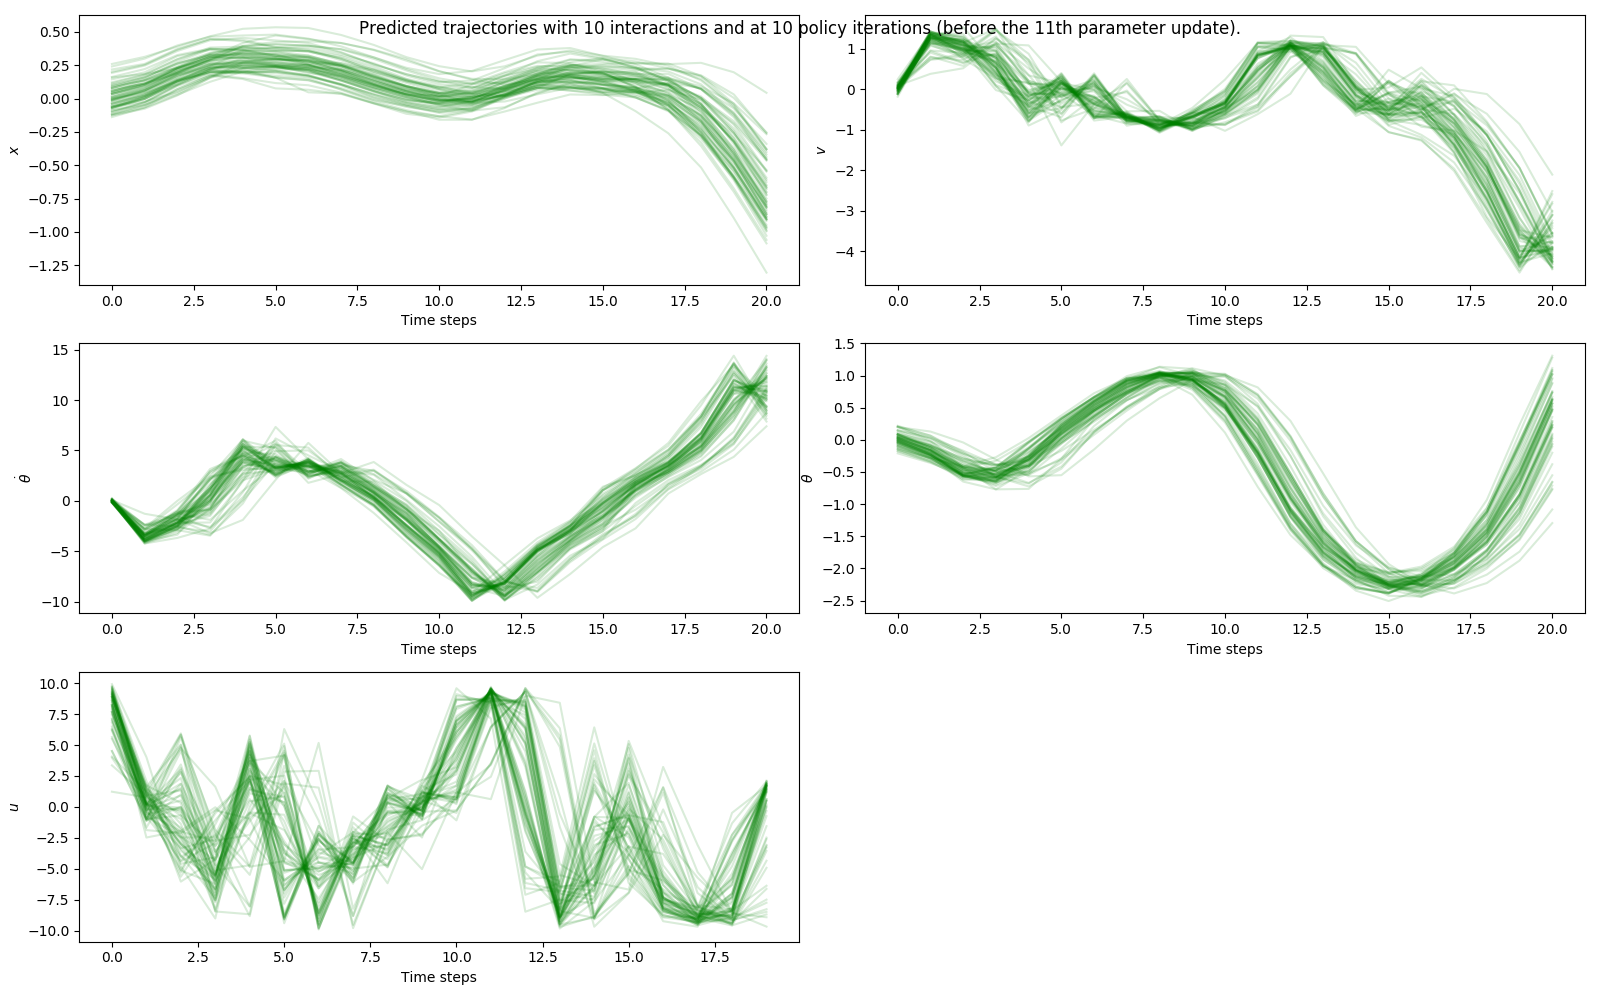 Predicted trajectories with 10 interactions and at 10 policy iterations (before the 11th parameter update).
0.50
0.25
0.00
−0.25
−0.50
−0.75
−1.00
−1.25
x
0.0 2.5 5.0 7.5 10.0 12.5 15.0 17.5 20.0
Time steps
1
0
−1
−2
−3
−4
v
0.0 2.5 5.0 7.5 10.0 12.5 15.0 17.5 20.0
Time steps
15
10
5
0
−5
−10
θ̇
0.0 2.5 5.0 7.5 10.0 12.5 15.0 17.5 20.0
Time steps
1.5
1.0
0.5
0.0
−0.5
−1.0
−1.5
−2.0
−2.5
θ
0.0 2.5 5.0 7.5 10.0 12.5 15.0 17.5 20.0
Time steps
10.0
7.5
5.0
2.5
0.0
−2.5
−5.0
−7.5
−10.0
u
0.0 2.5 5.0 7.5 10.0 12.5 15.0 17.5
Time steps